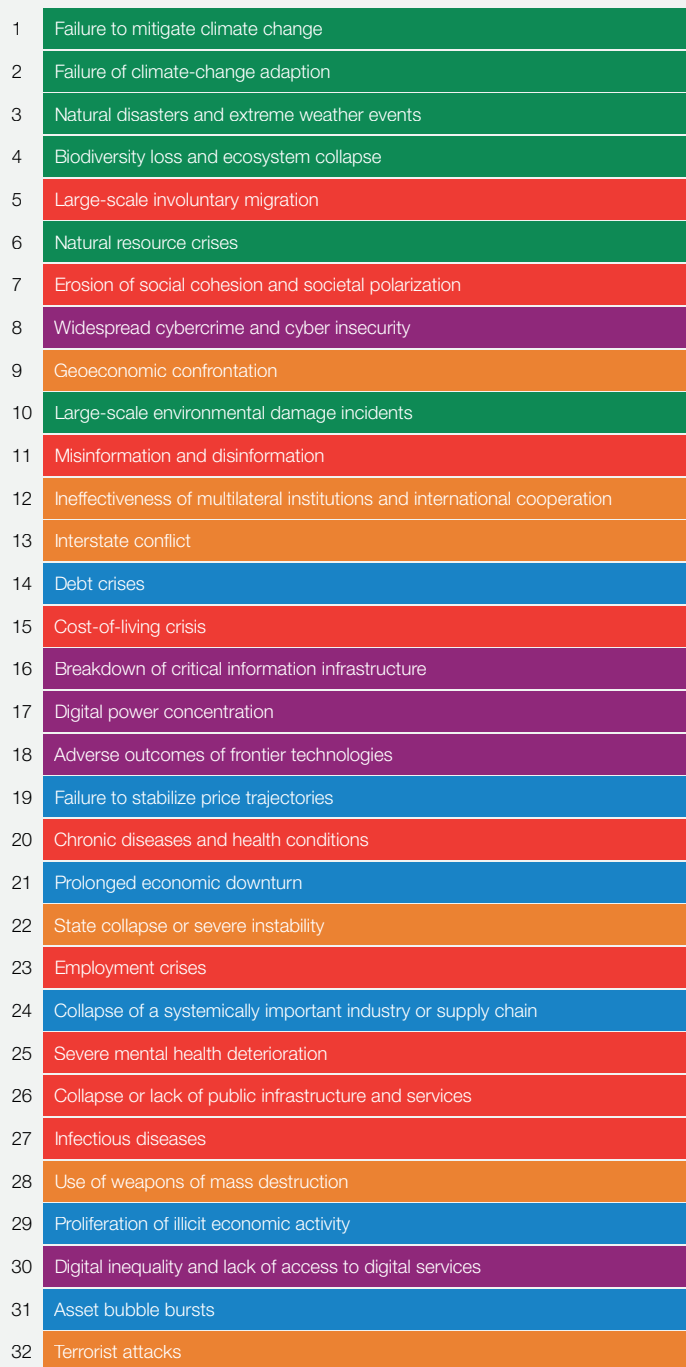 1 Failure to mitigate climate change
2 Failure of climate-change adaption
3 Natural disasters and extreme weather events
4 Biodiversity loss and ecosystem collapse
5 Large-scale involuntary migration
6 Natural resource crises
7 Erosion of social cohesion and societal polarization
8 Widespread cybercrime and cyber insecurity
9 Geoeconomic confrontation
10 Large-scale environmental damage incidents
11 Misinformation and disinformation
12 Ineffectiveness of multilateral institutions and international cooperation
13 Interstate conflict
14 Debt crises
15 Cost-of-living crisis
16 Breakdown of critical information infrastructure
17 Digital power concentration
18 Adverse outcomes of frontier technologies
19 Failure to stabilize price trajectories
20 Chronic diseases and health conditions
21 Prolonged economic downturn
22 State collapse or severe instability
23 Employment crises
24 Collapse of a systemically important industry or supply chain
25 Severe mental health deterioration
26 Collapse or lack of public infrastructure and services
27 Infectious diseases
28 Use of weapons of mass destruction
29 Proliferation of illicit economic activity
30 Digital inequality and lack of access to digital services
31 Asset bubble bursts
32 Terrorist attacks